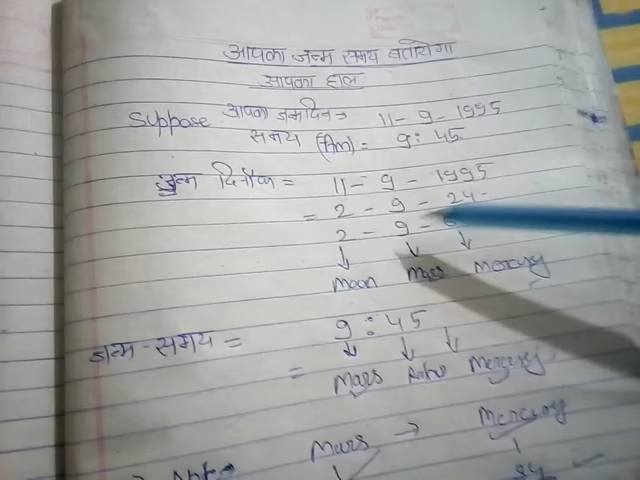 आपका जन्म समय बतायेगा
आपका हाल
Suppose आपका जन्मदिन = 11-9-1995
समय (Am) = 9:45
जन्म दिनाँक = 11-9-1995
= 2-9-24
2-9-6
↓ ↓ ↓
Moon Mars Mercury
जन्म-समय = 9:45
↓ ↓ ↓
= Mars Rahu Mercury
Mars → Mercury